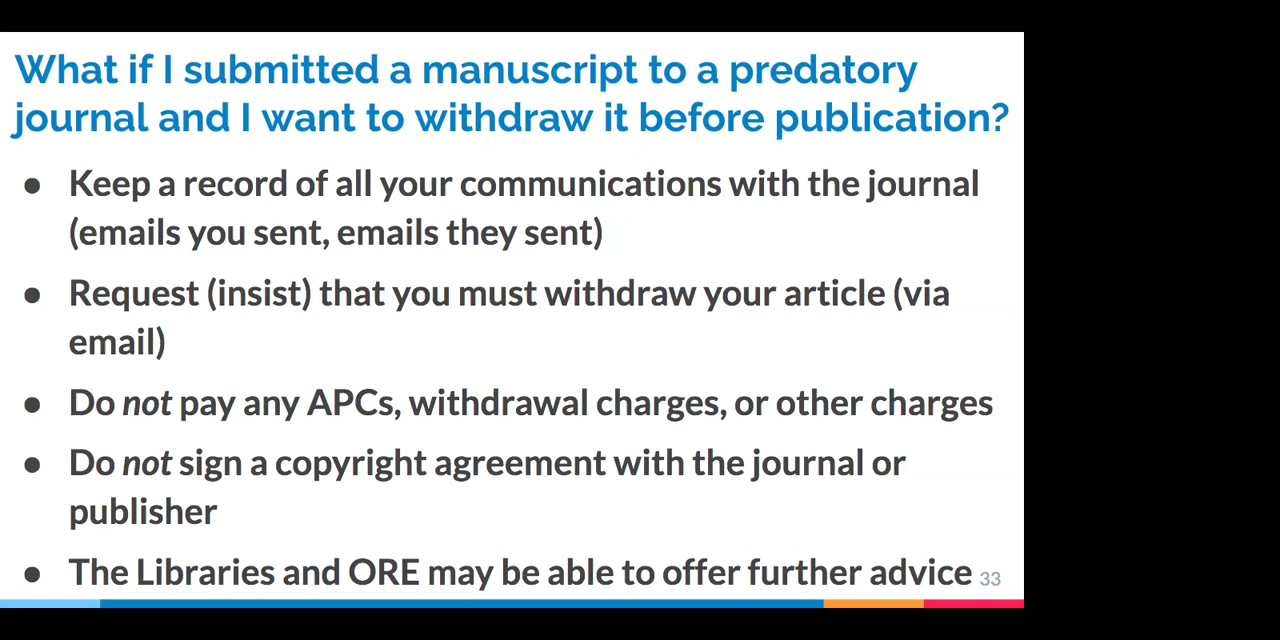 What if I submitted a manuscript to a predatory
journal and I want to withdraw it before publication?
● Keep a record of all your communications with the journal
(emails you sent, emails they sent)
● Request (insist) that you must withdraw your article (via
email)
● Do not pay any APCs, withdrawal charges, or other charges
● Do not sign a copyright agreement with the journal or
publisher
● The Libraries and ORE may be able to offer further advice 33